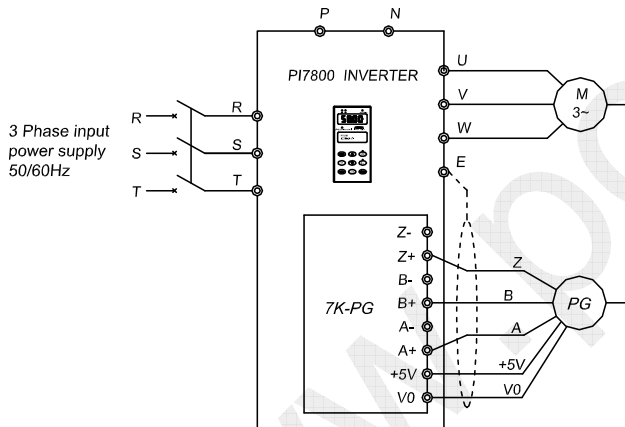 P N
PI7800 INVERTER
U
V
W
E
M
3~
R R
S S
T T
3 Phase input
power supply
50/60Hz
7K-PG
Z-
Z+
B-
B+
A-
A+
+5V
V0
Z
B
A
+5V
V0
PG